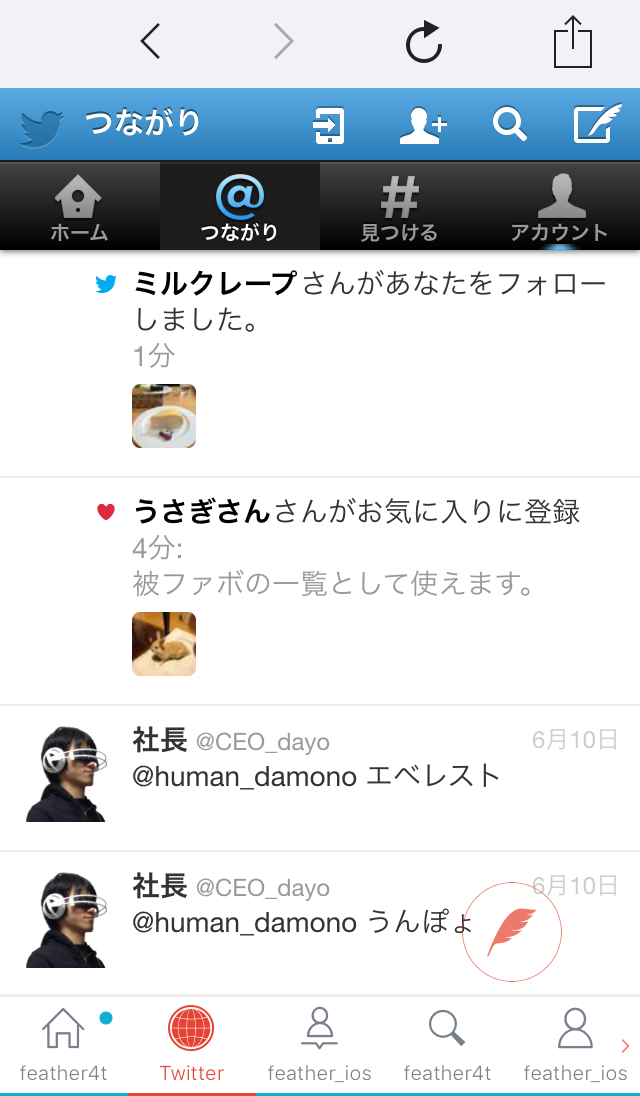 つながり
ホーム
つながり
見つける
アカウント
ミルクレープさんがあなたをフォロー
しました。
1分
うさぎさんさんがお気に入りに登録
4分:
被ファボの一覧として使えます。
社長 @CEO_dayo 6月10日
@human_damono エベレスト
社長 @CEO_dayo 6月10日
@human_damono うんぽょ
feather4t
Twitter
feather_ios
feather4t
feather_ios